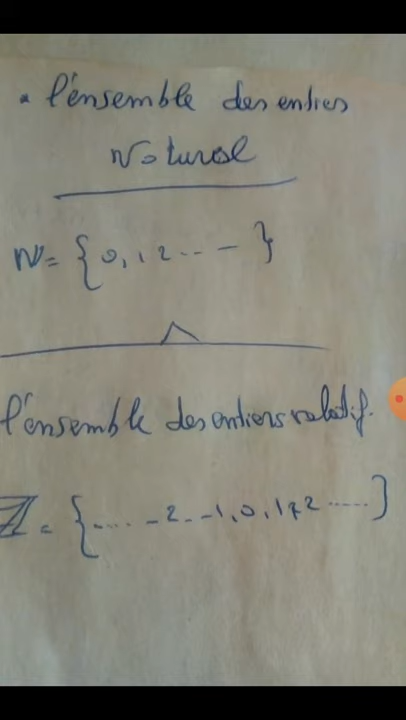 • l'ensemble des entiers
Naturel
ℕ = { 0, 1 2 ... — }
l'ensemble des entiers relatif.
ℤ = { .... -2 - -1, 0, 1 + 2 ..... }